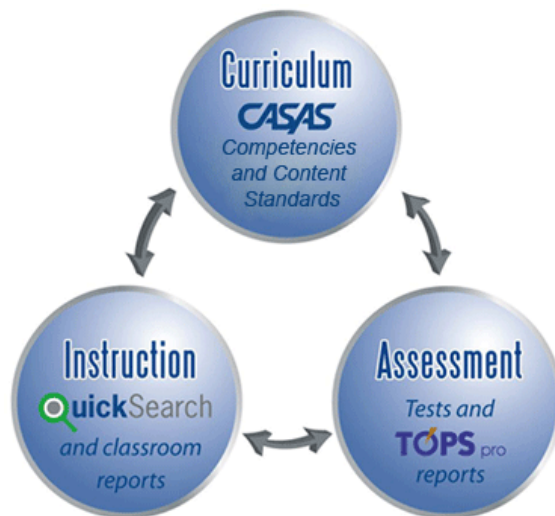 Curriculum
CASAS
Competencies
and Content
Standards
Instruction
QuickSearch
and classroom
reports
Assessment
Tests and
TOPS pro
reports